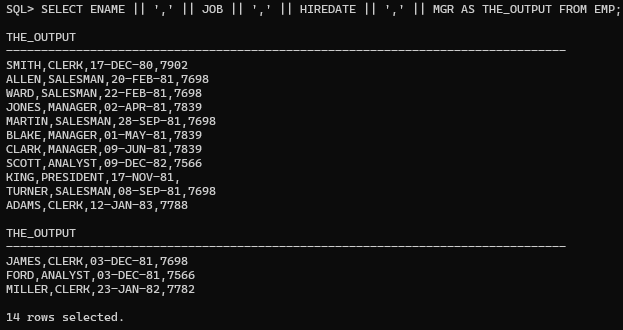 SQL> SELECT ENAME || ',' || JOB || ',' || HIREDATE || ',' || MGR AS THE_OUTPUT FROM EMP;
THE_OUTPUT
--------------------------------------------------------------------------------
SMITH,CLERK,17-DEC-80,7902
ALLEN,SALESMAN,20-FEB-81,7698
WARD,SALESMAN,22-FEB-81,7698
JONES,MANAGER,02-APR-81,7839
MARTIN,SALESMAN,28-SEP-81,7698
BLAKE,MANAGER,01-MAY-81,7839
CLARK,MANAGER,09-JUN-81,7839
SCOTT,ANALYST,09-DEC-82,7566
KING,PRESIDENT,17-NOV-81,
TURNER,SALESMAN,08-SEP-81,7698
ADAMS,CLERK,12-JAN-83,7788
THE_OUTPUT
--------------------------------------------------------------------------------
JAMES,CLERK,03-DEC-81,7698
FORD,ANALYST,03-DEC-81,7566
MILLER,CLERK,23-JAN-82,7782
14 rows selected.